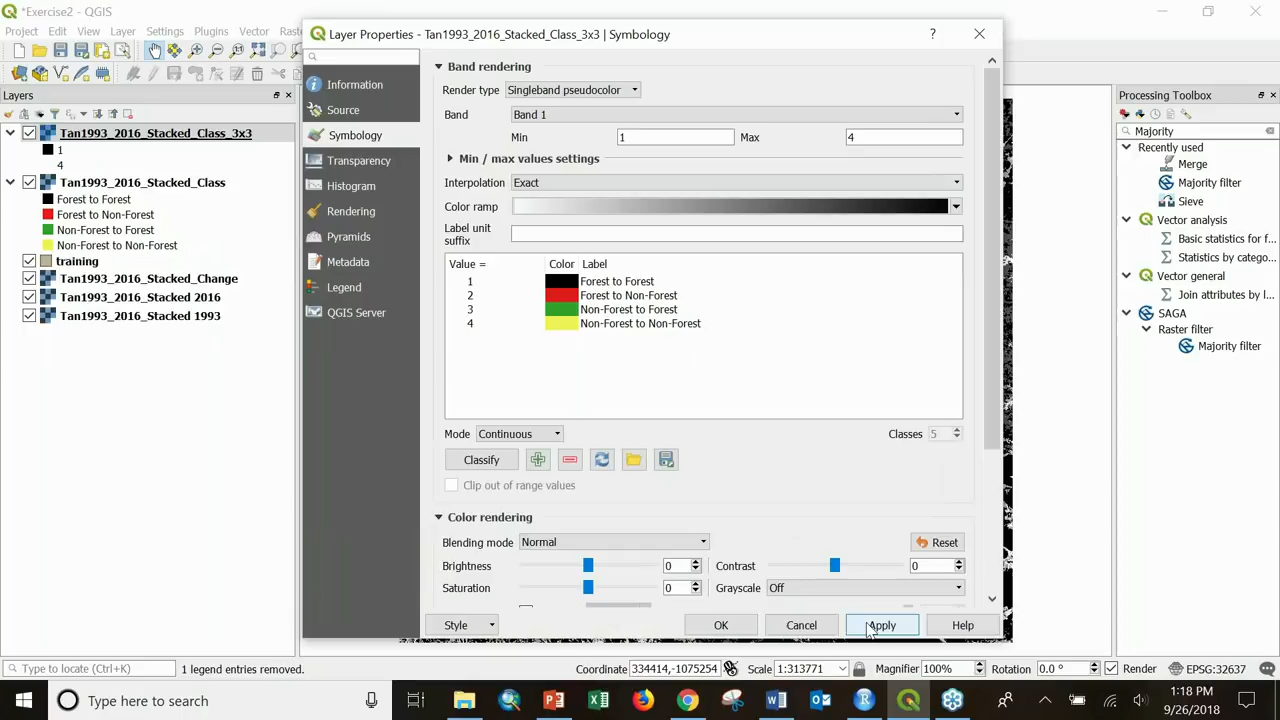 *Exercise2 - QGIS
Project Edit View Layer Settings Plugins Vector
Layer Properties - Tan1993_2016_Stacked_Class_3x3 | Symbology
?
Layers
Tan1993_2016_Stacked_Class_3x3
1
4
Tan1993_2016_Stacked_Class
Forest to Forest
Forest to Non-Forest
Non-Forest to Forest
Non-Forest to Non-Forest
training
Tan1993_2016_Stacked_Change
Tan1993_2016_Stacked 2016
Tan1993_2016_Stacked 1993
Information
Source
Symbology
Transparency
Histogram
Rendering
Pyramids
Metadata
Legend
QGIS Server
Band rendering
Render type Singleband pseudocolor
Band Band 1
Min 1 Max 4
Min / max values settings
Interpolation Exact
Color ramp
Label unit
suffix
Value = Color Label
1 Forest to Forest
2 Forest to Non-Forest
3 Non-Forest to Forest
4 Non-Forest to Non-Forest
Mode Continuous Classes 5
Classify
Clip out of range values
Color rendering
Blending mode Normal Reset
Brightness 0 Contrast 0
Saturation 0 Grayscale Off
Style OK Cancel Apply Help
Processing Toolbox
Majority
Recently used
Merge
Majority filter
Sieve
Vector analysis
Basic statistics for f...
Statistics by catego...
Vector general
Join attributes by l...
SAGA
Raster filter
Majority filter
Type to locate (Ctrl+K) 1 legend entries removed. Coordinate 334414,-1075254 Scale 1:313771 Magnifier 100% Rotation 0.0 ° Render EPSG:32637
Type here to search
1:18 PM
9/26/2018